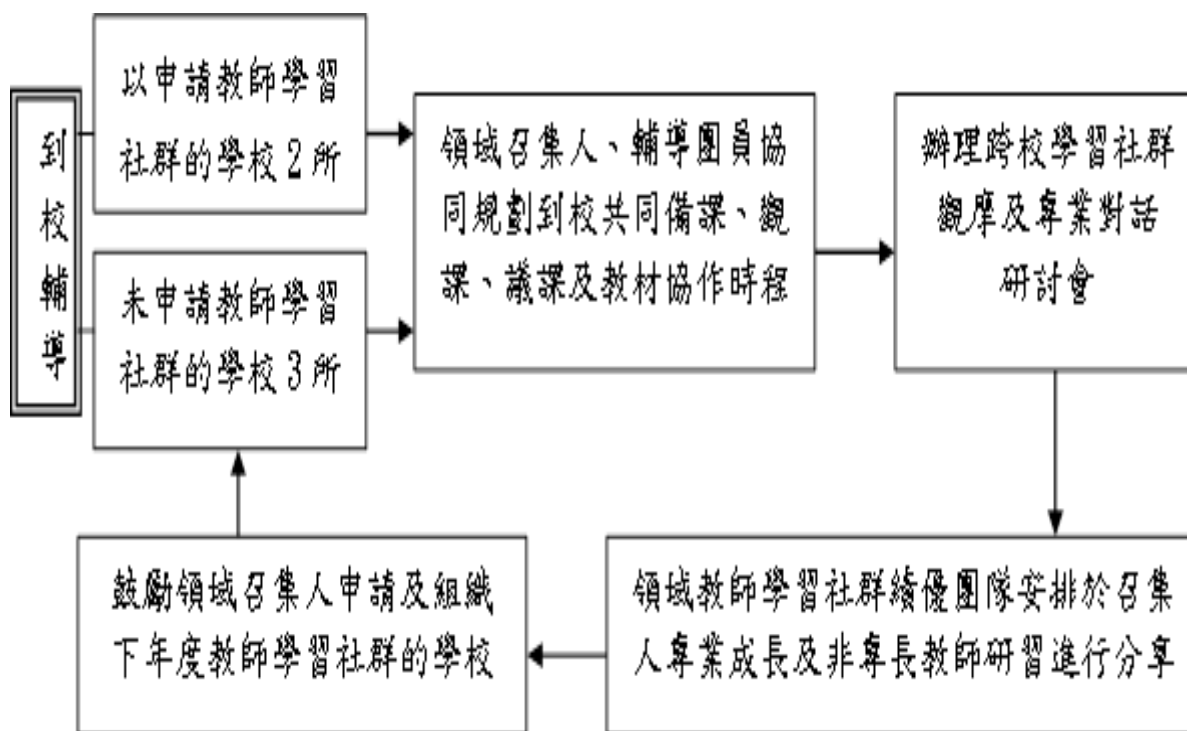 到校輔導
以申請教師學習
社群的學校2所
未申請教師學習
社群的學校3所
領域召集人、輔導團員協
同規劃到校共同備課、觀
課、議課及教材協作時程
辦理跨校學習社群
觀摩及專業對話
研討會
領域教師學習社群績優團隊安排於召集
人專業成長及非專長教師研習進行分享
鼓勵領域召集人申請及組織
下年度教師學習社群的學校